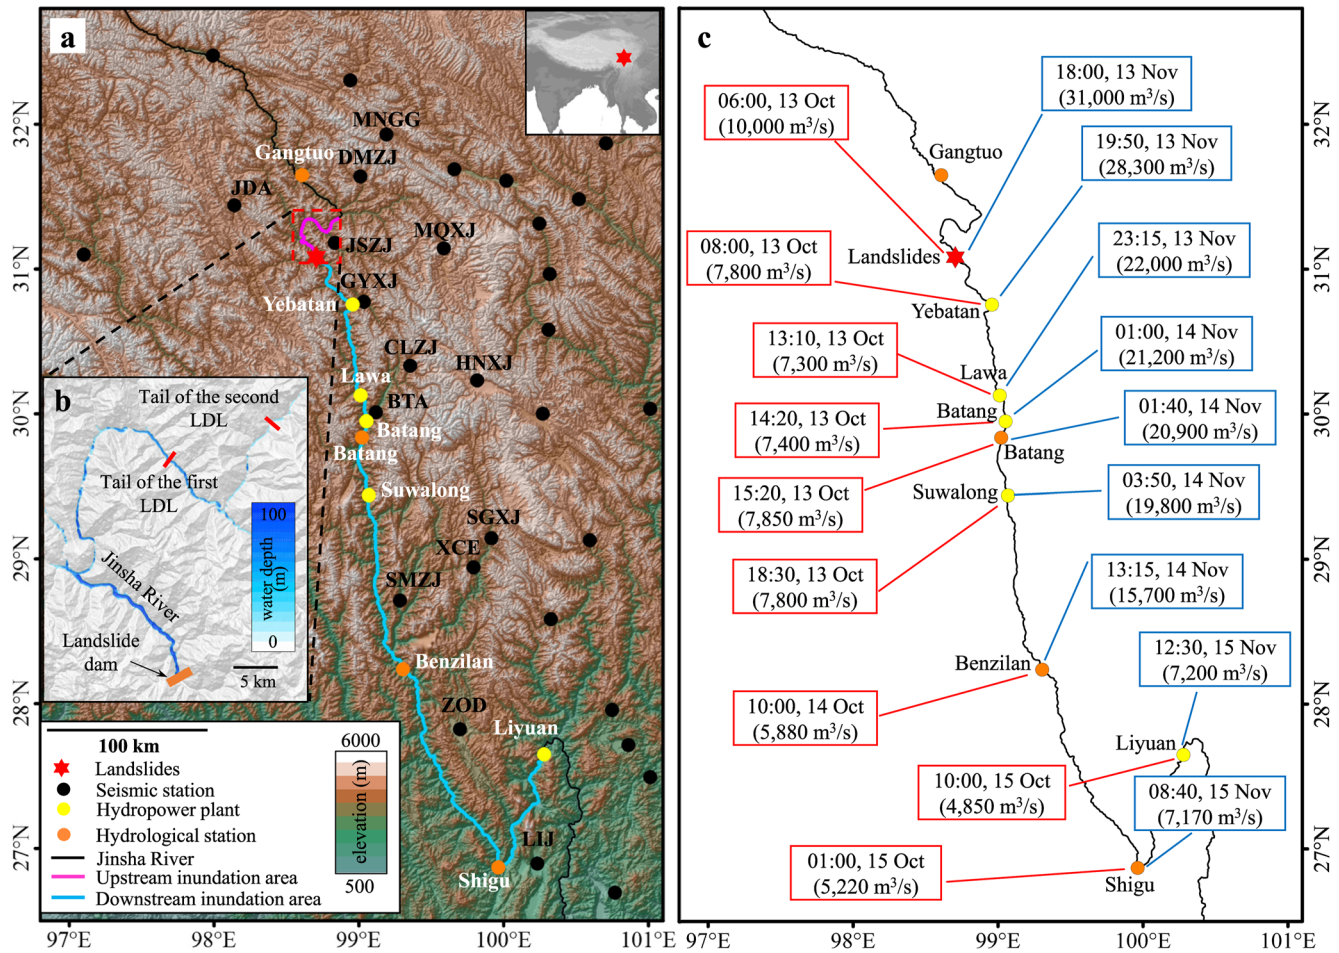 a
MNGG
Gangtuo
DMZJ
JDA
MQXJ
JSZJ
GYXJ
Yebatan
CLZJ
HNXJ
Lawa
BTA
Batang
Batang
Suwalong
SGXJ
XCE
SMZJ
Benzilan
ZOD
Liyuan
LIJ
Shigu
32°N
31°N
30°N
29°N
28°N
27°N
97°E
98°E
99°E
100°E
101°E
b
Tail of the second
LDL
Tail of the first
LDL
Jinsha River
Landslide
dam
100
water depth
(m)
0
5 km
100 km
Landslides
Seismic station
Hydropower plant
Hydrological station
Jinsha River
Upstream inundation area
Downstream inundation area
6000
elevation (m)
500
c
06:00, 13 Oct
(10,000 m³/s)
18:00, 13 Nov
(31,000 m³/s)
Gangtuo
19:50, 13 Nov
(28,300 m³/s)
Landslides
08:00, 13 Oct
(7,800 m³/s)
23:15, 13 Nov
(22,000 m³/s)
Yebatan
13:10, 13 Oct
(7,300 m³/s)
01:00, 14 Nov
(21,200 m³/s)
Lawa
Batang
14:20, 13 Oct
(7,400 m³/s)
01:40, 14 Nov
(20,900 m³/s)
Batang
15:20, 13 Oct
(7,850 m³/s)
Suwalong
03:50, 14 Nov
(19,800 m³/s)
18:30, 13 Oct
(7,800 m³/s)
13:15, 14 Nov
(15,700 m³/s)
Benzilan
12:30, 15 Nov
(7,200 m³/s)
10:00, 14 Oct
(5,880 m³/s)
Liyuan
10:00, 15 Oct
(4,850 m³/s)
08:40, 15 Nov
(7,170 m³/s)
01:00, 15 Oct
(5,220 m³/s)
Shigu
32°N
31°N
30°N
29°N
28°N
27°N
97°E
98°E
99°E
100°E
101°E